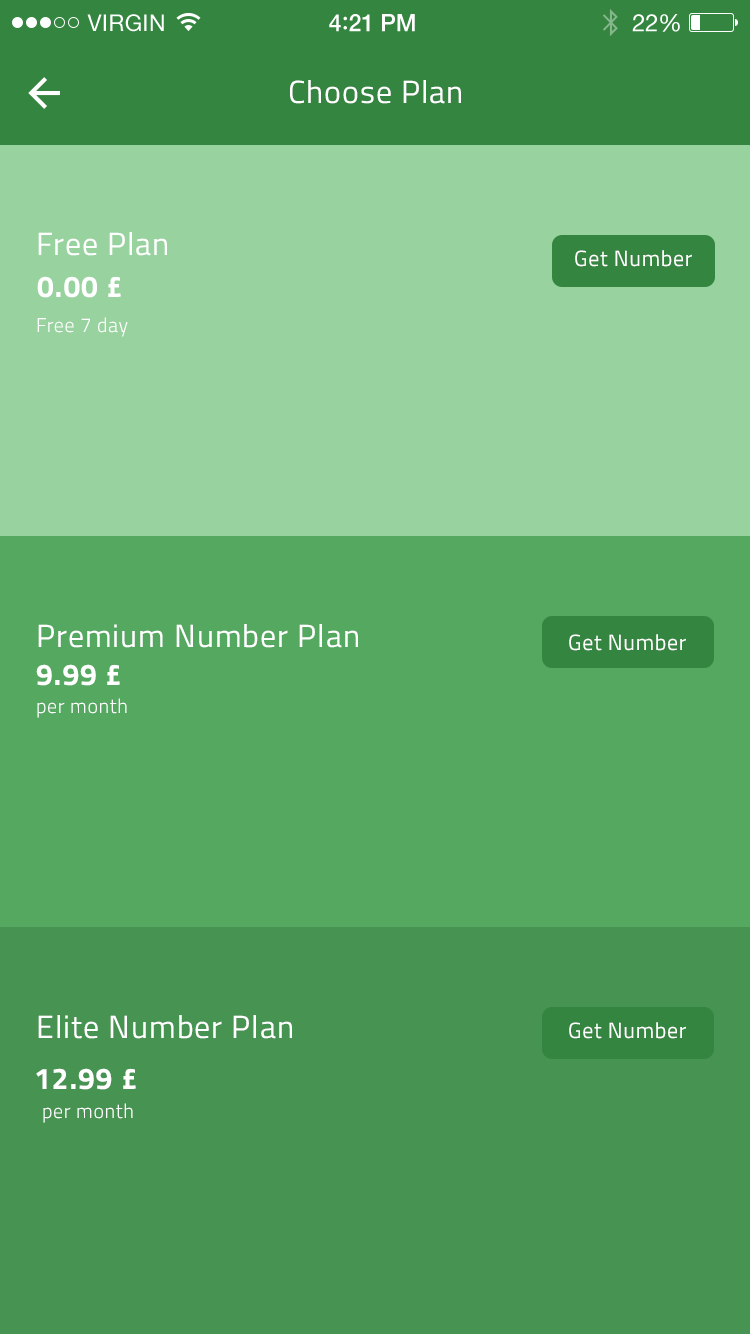 VIRGIN 4:21 PM 22%
Choose Plan
Free Plan
Get Number
0.00 £
Free 7 day
Premium Number Plan
Get Number
9.99 £
per month
Elite Number Plan
Get Number
12.99 £
per month